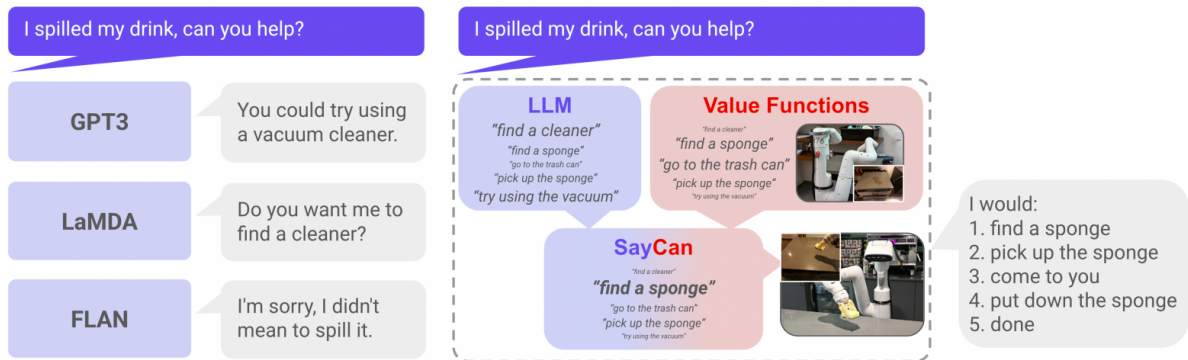 I spilled my drink, can you help?
GPT3
You could try using
a vacuum cleaner.
LaMDA
Do you want me to
find a cleaner?
FLAN
I'm sorry, I didn't
mean to spill it.
I spilled my drink, can you help?
LLM
“find a cleaner”
“find a sponge”
“go to the trash can”
“pick up the sponge”
“try using the vacuum”
Value Functions
“find a cleaner”
“find a sponge”
“go to the trash can”
“pick up the sponge”
“try using the vacuum”
SayCan
“find a cleaner”
“find a sponge”
“go to the trash can”
“pick up the sponge”
“try using the vacuum”
I would:
1. find a sponge
2. pick up the sponge
3. come to you
4. put down the sponge
5. done